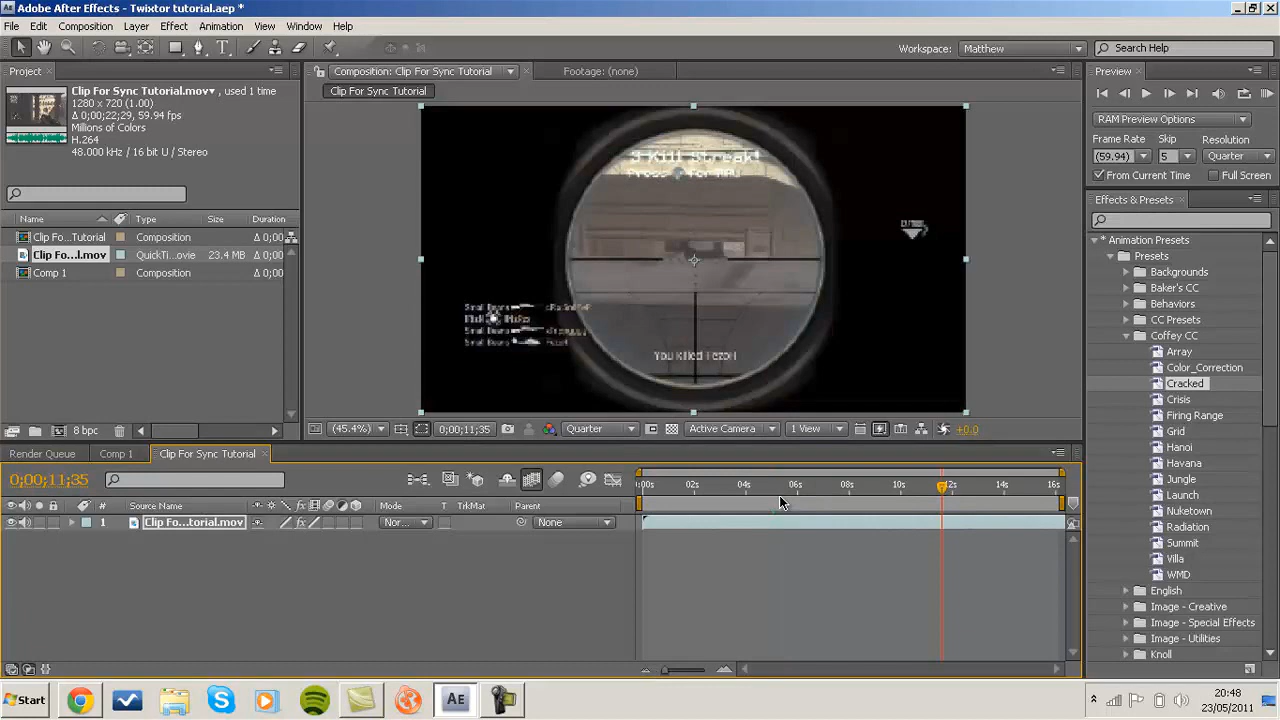 Adobe After Effects - Twixtor tutorial.aep *
File Edit Composition Layer Effect Animation View Window Help
Workspace: Matthew
Search Help
Project
Clip For Sync Tutorial.mov, used 1 time
1280 x 720 (1.00)
Δ 0;00;22;29, 59.94 fps
Millions of Colors
H.264
48.000 kHz / 16 bit U / Stereo
Name Type Size Duration
Clip Fo...Tutorial Composition Δ 0;00
Clip Fo...l.mov QuickTi...ovie 23.4 MB Δ 0;00
Comp 1 Composition Δ 0;00
8 bpc
Composition: Clip For Sync Tutorial
Footage: (none)
Clip For Sync Tutorial
3 Kill Streak!
You killed
(45.4%) 0;00;11;35 Quarter Active Camera 1 View +0.0
Preview
RAM Preview Options
Frame Rate Skip Resolution
(59.94) 5 Quarter
From Current Time Full Screen
Effects & Presets
* Animation Presets
Presets
Backgrounds
Baker's CC
Behaviors
CC Presets
Coffey CC
Array
Color_Correction
Cracked
Crisis
Firing Range
Grid
Hanoi
Havana
Jungle
Launch
Nuketown
Radiation
Summit
Villa
WMD
English
Image - Creative
Image - Special Effects
Image - Utilities
Knoll
Render Queue Comp 1 Clip For Sync Tutorial
0;00;11;35
0:00s 02s 04s 06s 08s 10s 12s 14s 16s
# Source Name Mode T TrkMat Parent
1 Clip Fo...torial.mov Nor... None
Start
20:48
23/05/2011